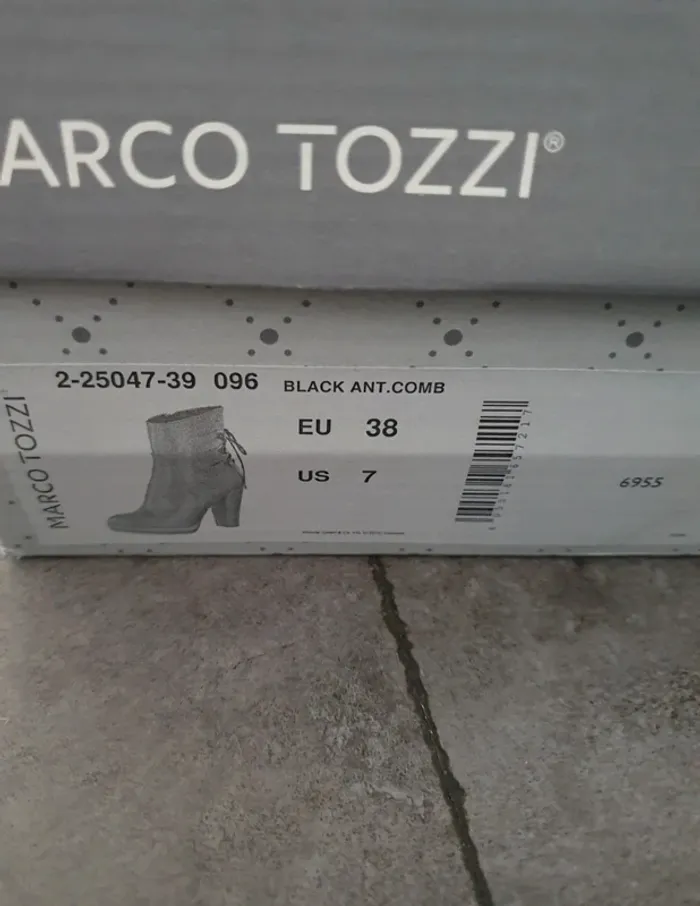 ARCO TOZZI®
2-25047-39 096 BLACK ANT.COMB
MARCO TOZZI
EU 38
US 7
6955